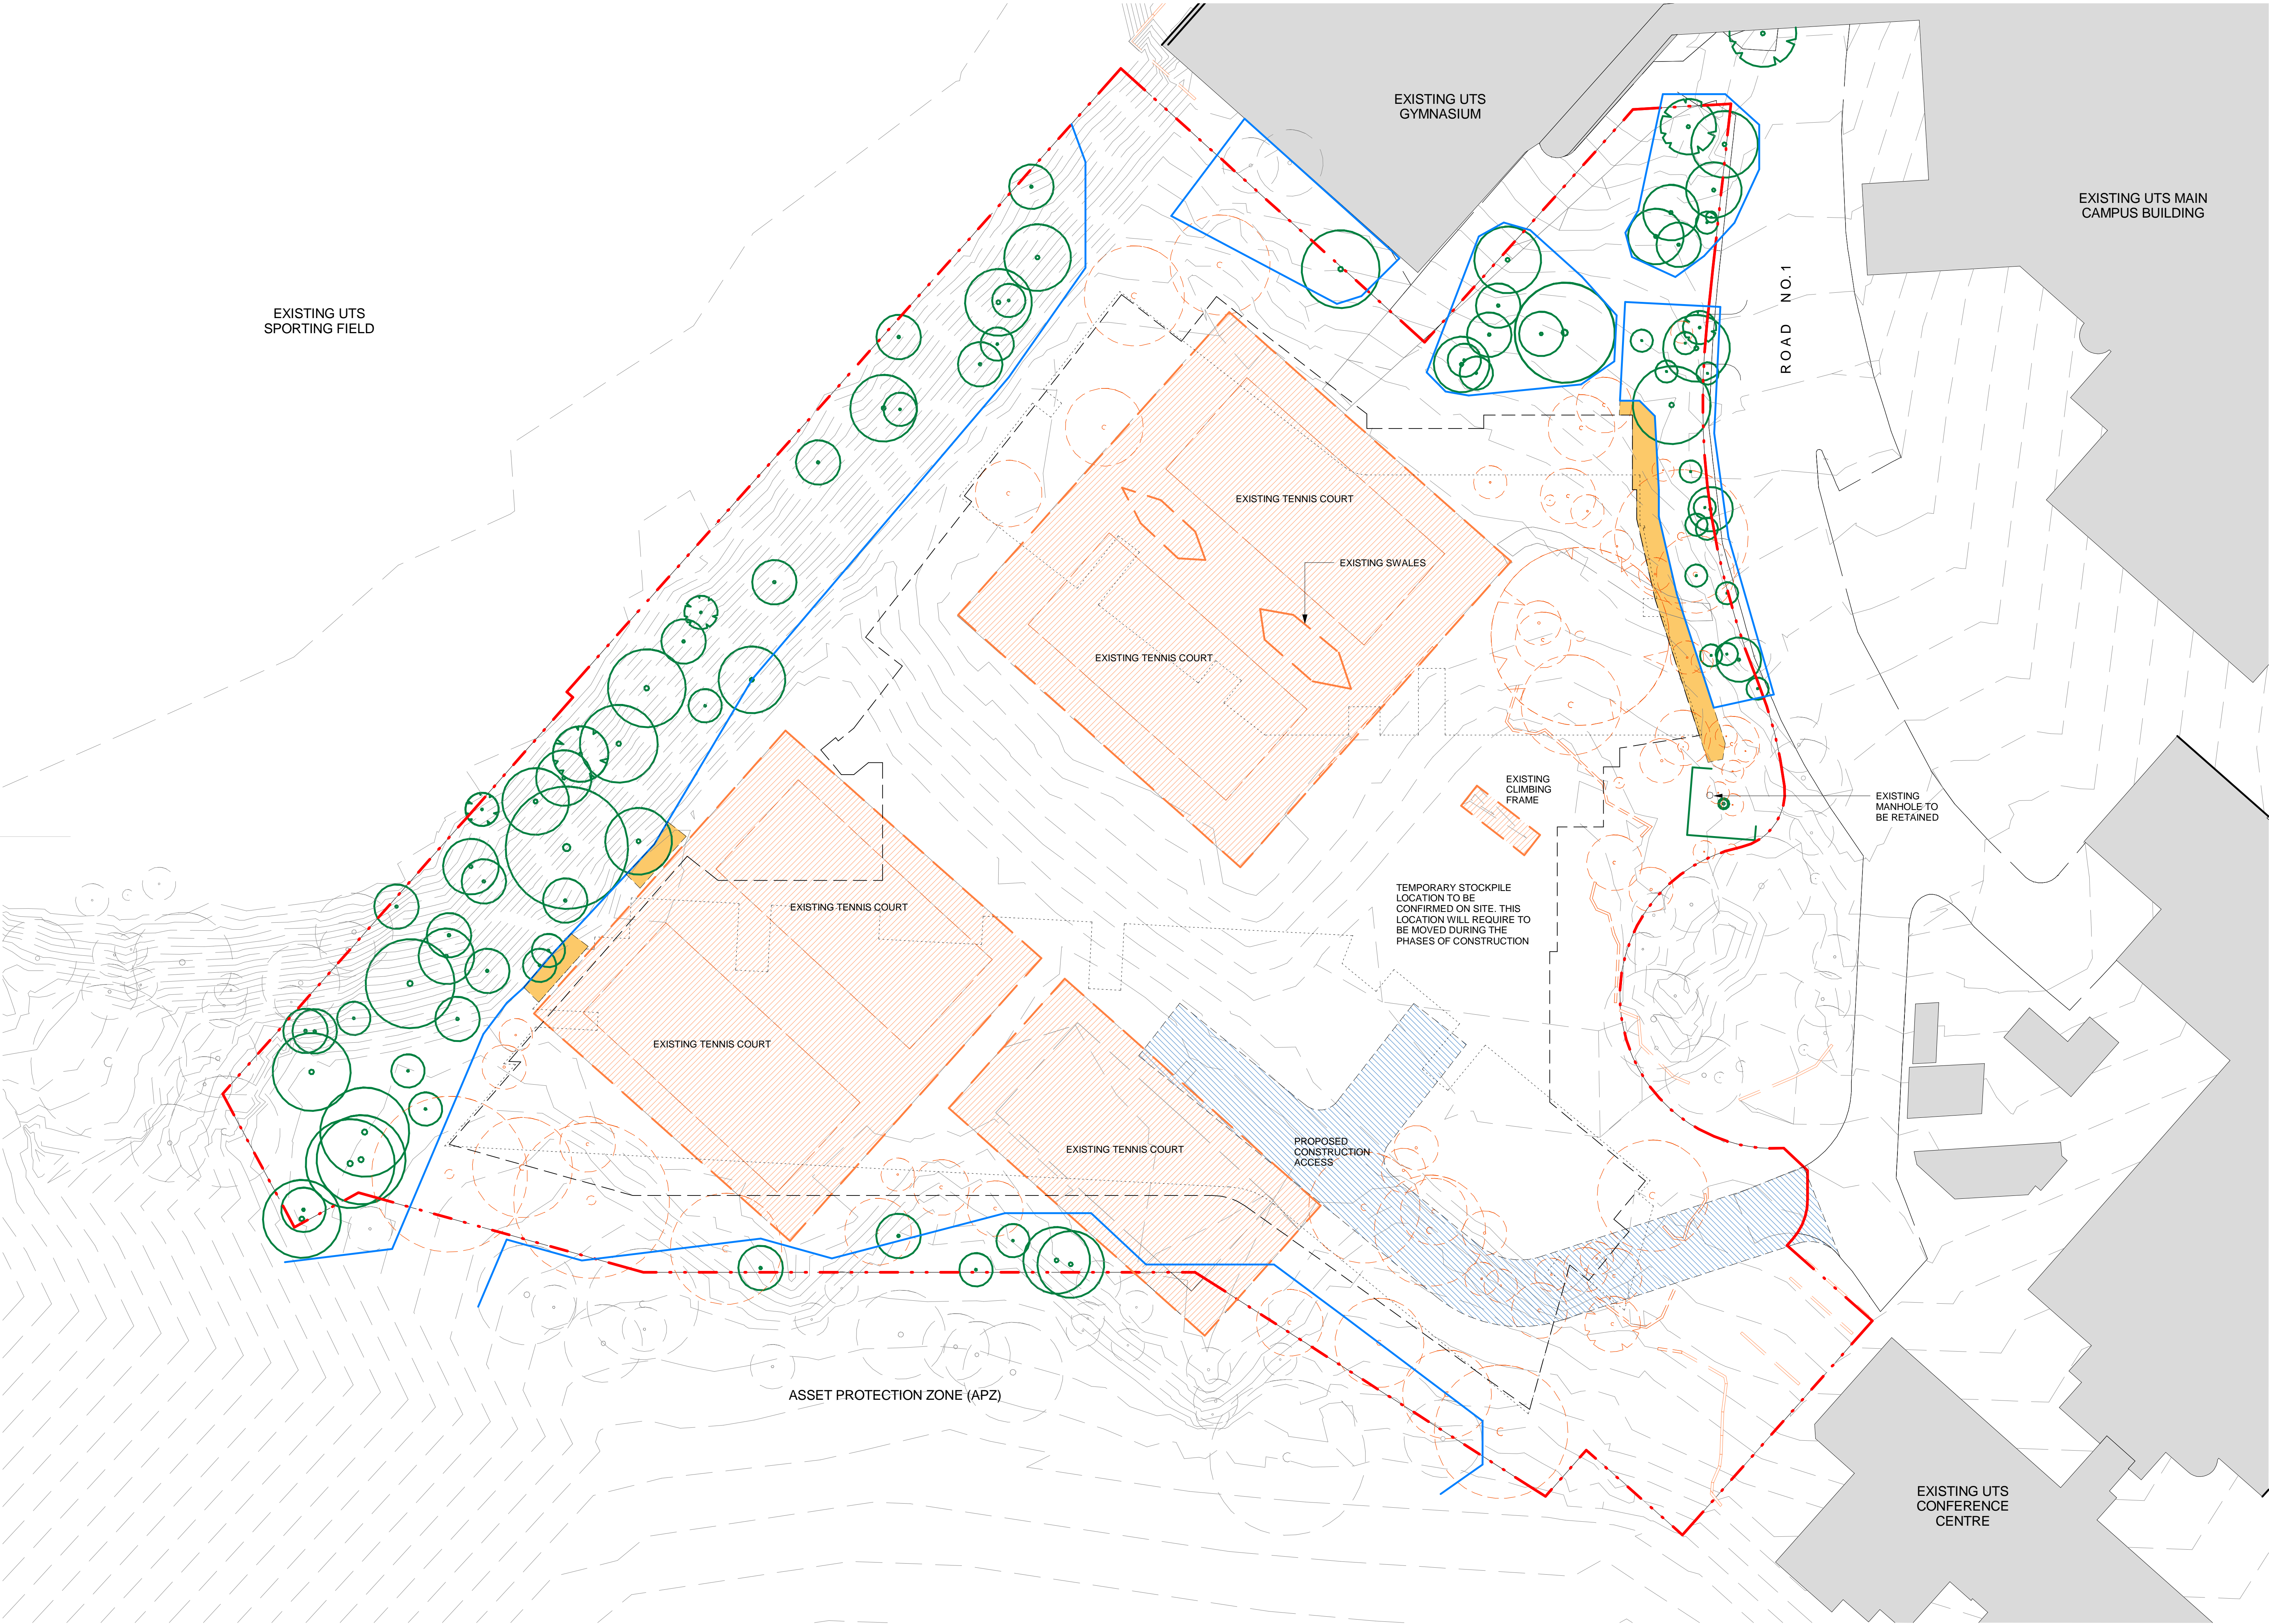 EXISTING UTS
GYMNASIUM
EXISTING UTS MAIN
CAMPUS BUILDING
EXISTING UTS
SPORTING FIELD
ROAD NO.1
EXISTING TENNIS COURT
EXISTING SWALES
EXISTING TENNIS COURT
EXISTING
CLIMBING
FRAME
EXISTING
MANHOLE TO
BE RETAINED
TEMPORARY STOCKPILE
LOCATION TO BE
CONFIRMED ON SITE. THIS
LOCATION WILL REQUIRE TO
BE MOVED DURING THE
PHASES OF CONSTRUCTION
EXISTING TENNIS COURT
EXISTING TENNIS COURT
EXISTING TENNIS COURT
PROPOSED
CONSTRUCTION
ACCESS
ASSET PROTECTION ZONE (APZ)
EXISTING UTS
CONFERENCE
CENTRE